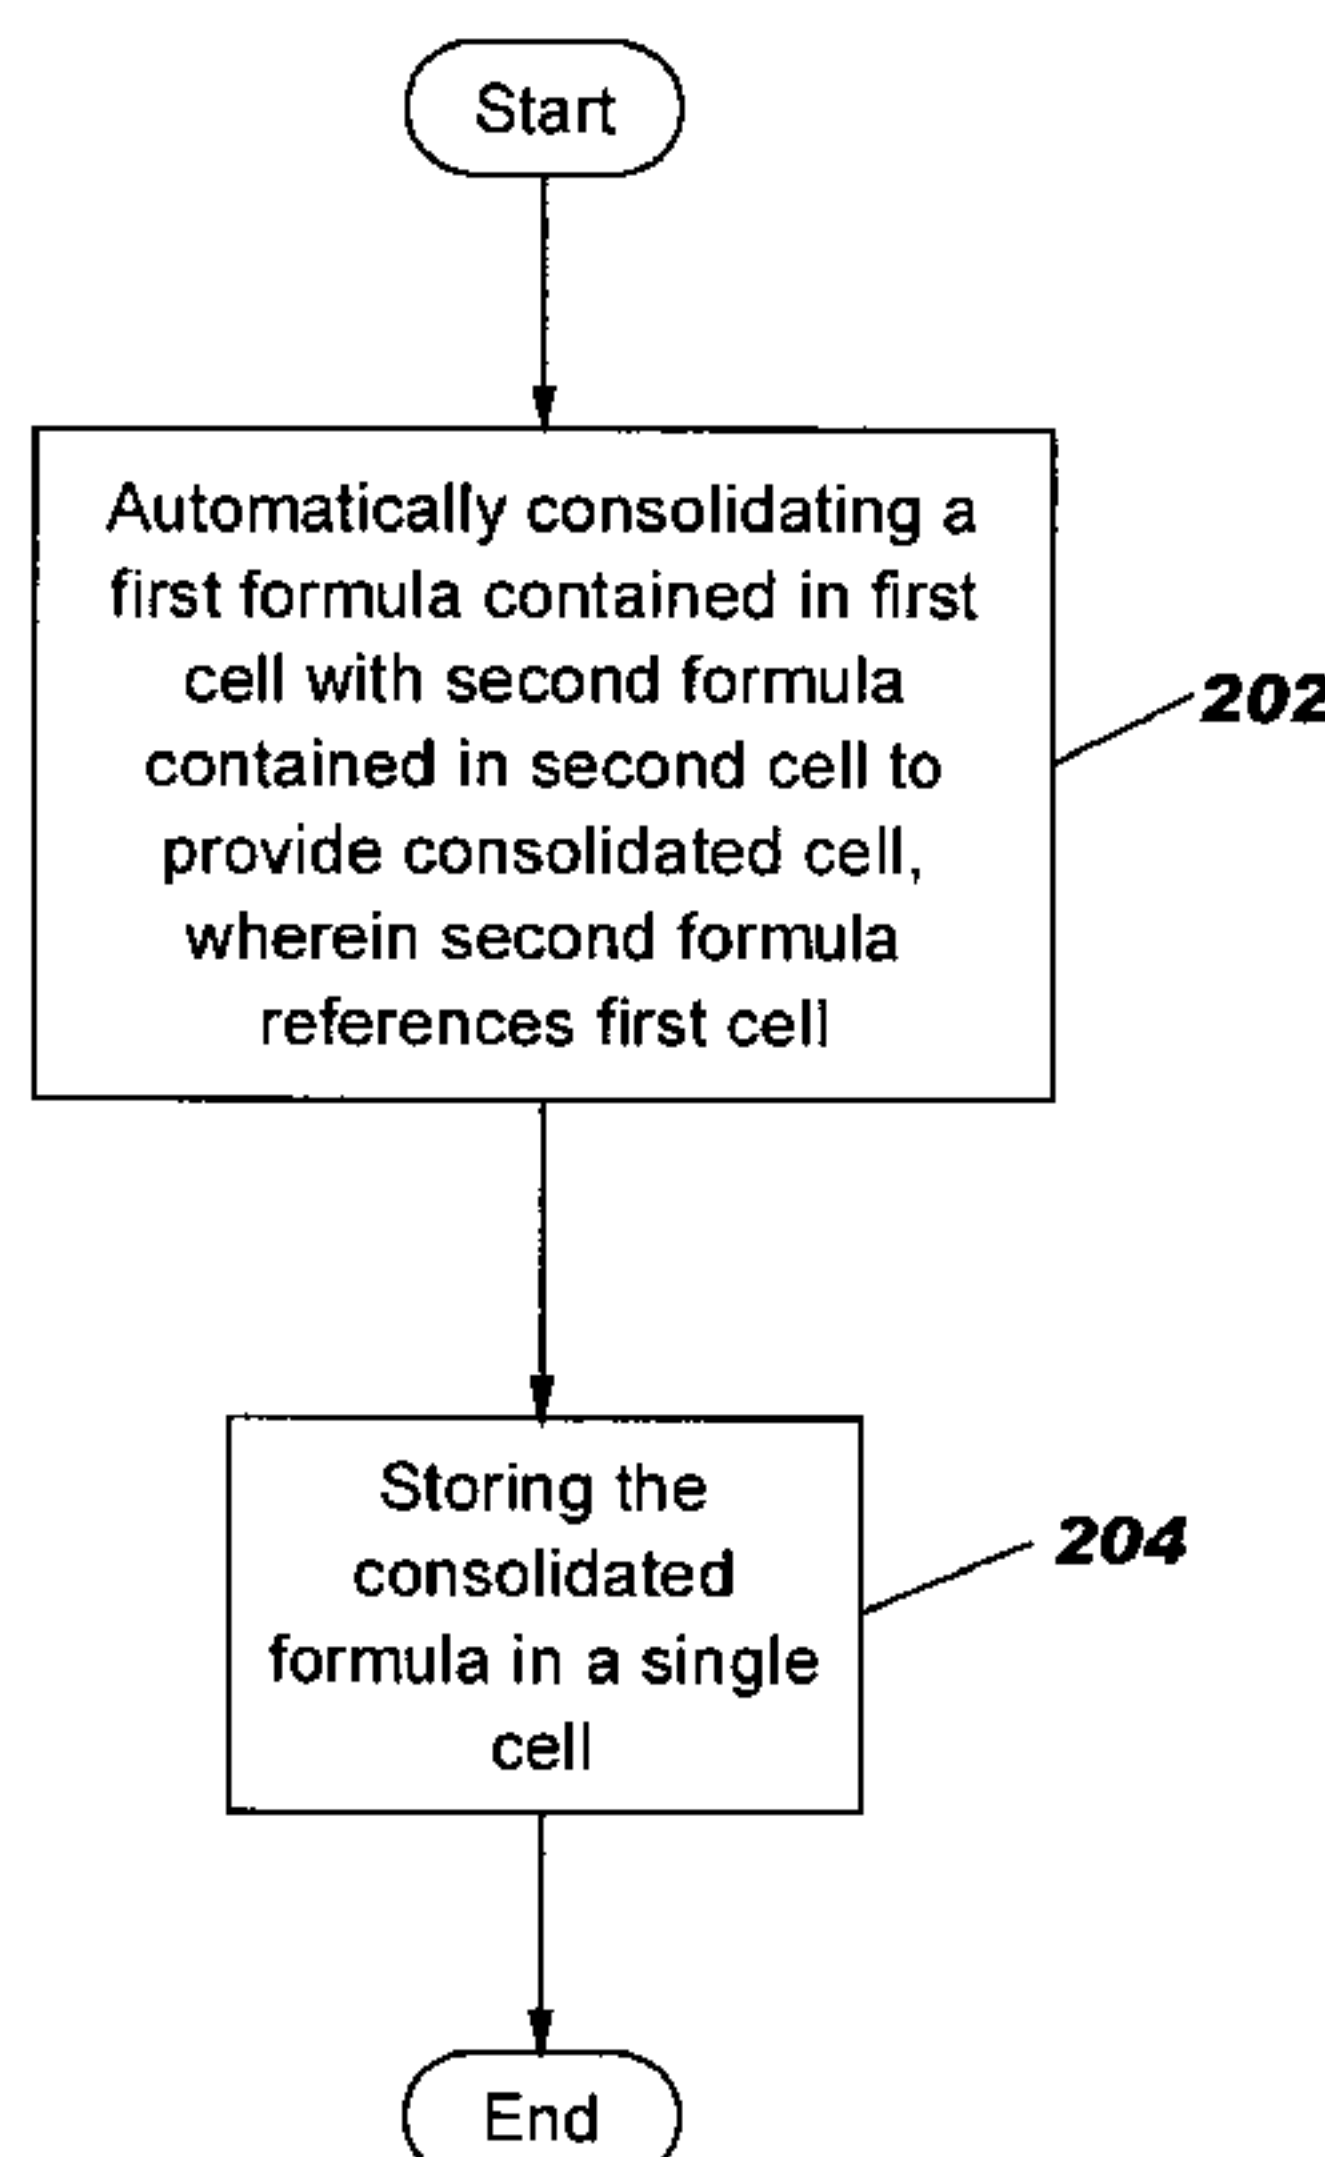 Start
Automatically consolidating a
first formula contained in first
cell with second formula
contained in second cell to
provide consolidated cell,
wherein second formula
references first cell
202
Storing the
consolidated
formula in a single
cell
204
End